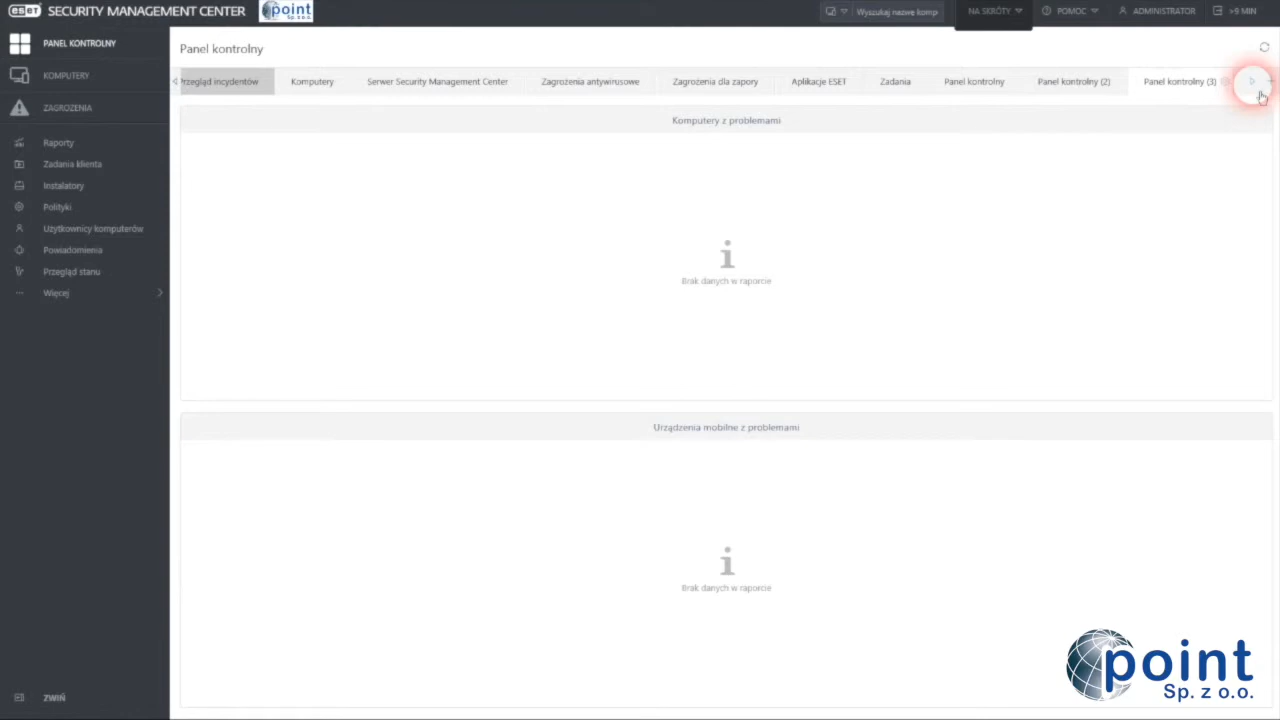 eset SECURITY MANAGEMENT CENTER point Sp. z o.o. Wyszukaj nazwę komp NA SKRÓTY POMOC ADMINISTRATOR >9 MIN
PANEL KONTROLNY
KOMPUTERY
ZAGROŻENIA
Raporty
Zadania klienta
Instalatory
Polityki
Użytkownicy komputerów
Powiadomienia
Przegląd stanu
Więcej
ZWIŃ
Panel kontrolny
Przegląd incydentów Komputery Serwer Security Management Center Zagrożenia antywirusowe Zagrożenia dla zapory Aplikacje ESET Zadania Panel kontrolny Panel kontrolny (2) Panel kontrolny (3)
Komputery z problemami
Brak danych w raporcie
Urządzenia mobilne z problemami
Brak danych w raporcie
point
Sp. z o.o.